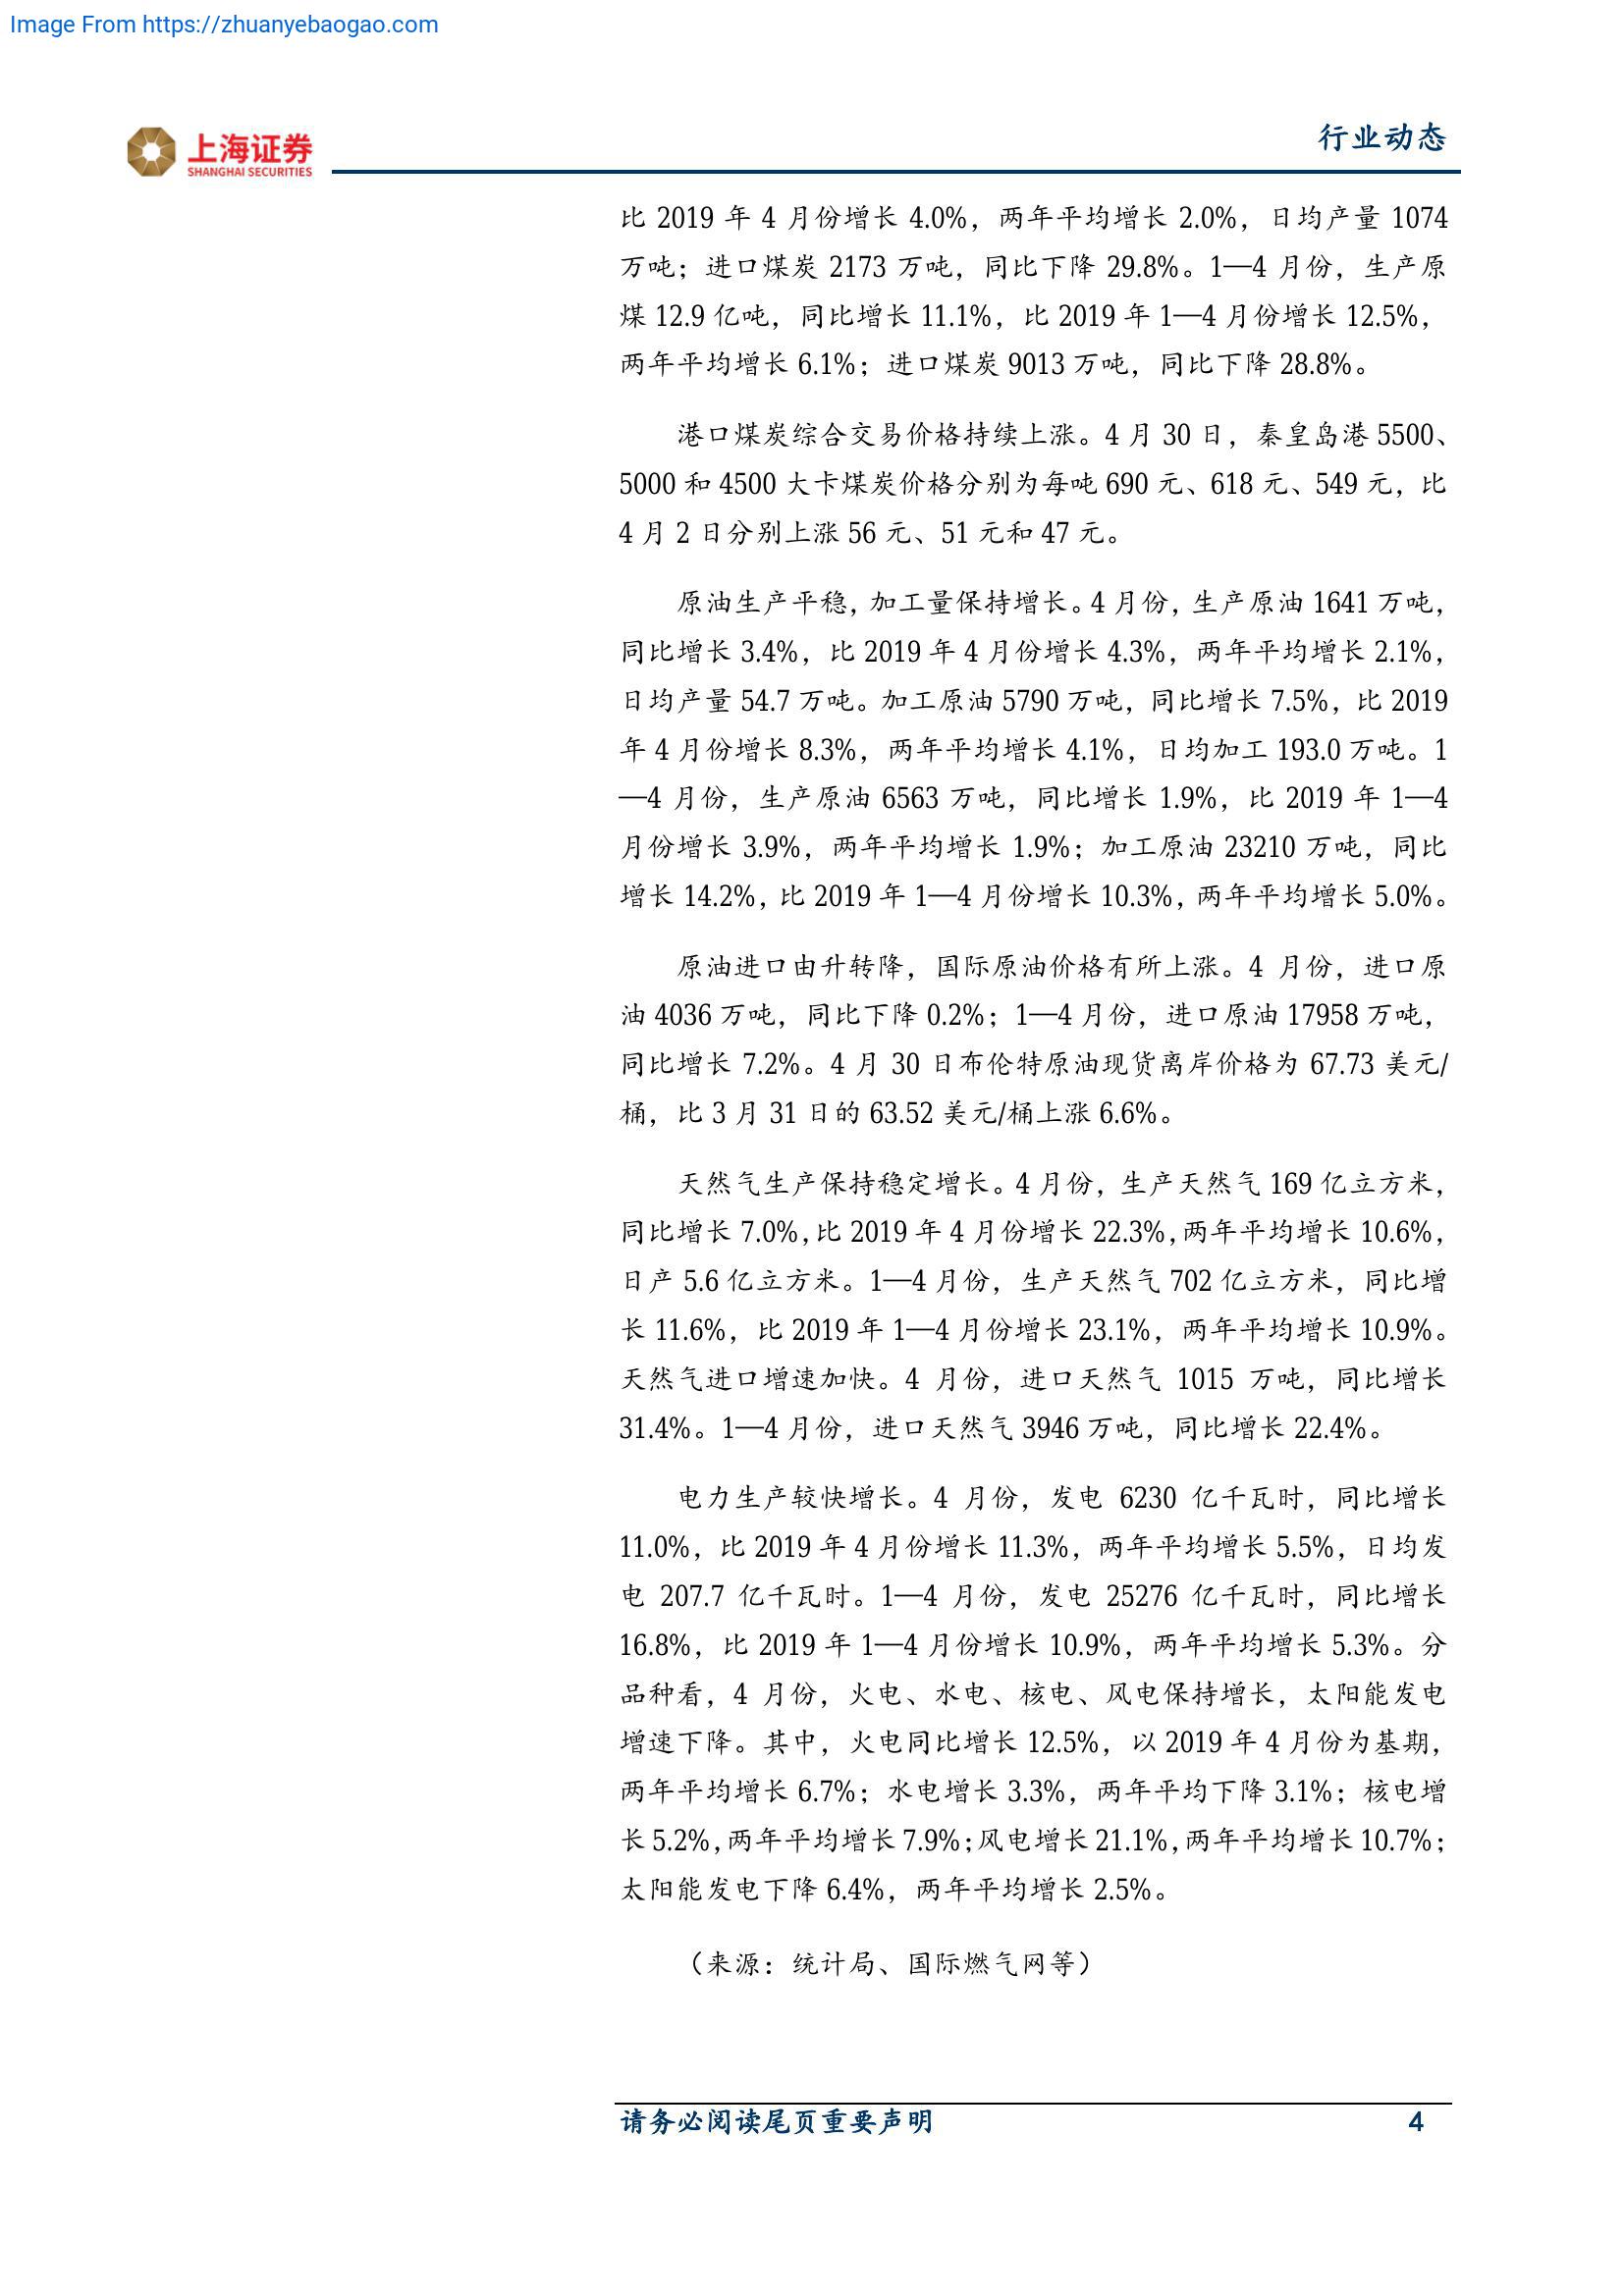 Image From https://zhuanyebaogao.com
上海证券
SHANGHAI SECURITIES
行业动态
比 2019 年 4 月份增长 4.0%，两年平均增长 2.0%，日均产量 1074
万吨；进口煤炭 2173 万吨，同比下降 29.8%。1—4 月份，生产原
煤 12.9 亿吨，同比增长 11.1%，比 2019 年 1—4 月份增长 12.5%，
两年平均增长 6.1%；进口煤炭 9013 万吨，同比下降 28.8%。
港口煤炭综合交易价格持续上涨。4 月 30 日，秦皇岛港 5500、
5000 和 4500 大卡煤炭价格分别为每吨 690 元、618 元、549 元，比
4 月 2 日分别上涨 56 元、51 元和 47 元。
原油生产平稳，加工量保持增长。4 月份，生产原油 1641 万吨，
同比增长 3.4%，比 2019 年 4 月份增长 4.3%，两年平均增长 2.1%，
日均产量 54.7 万吨。加工原油 5790 万吨，同比增长 7.5%，比 2019
年 4 月份增长 8.3%，两年平均增长 4.1%，日均加工 193.0 万吨。1
—4 月份，生产原油 6563 万吨，同比增长 1.9%，比 2019 年 1—4
月份增长 3.9%，两年平均增长 1.9%；加工原油 23210 万吨，同比
增长 14.2%，比 2019 年 1—4 月份增长 10.3%，两年平均增长 5.0%。
原油进口由升转降，国际原油价格有所上涨。4 月份，进口原
油 4036 万吨，同比下降 0.2%；1—4 月份，进口原油 17958 万吨，
同比增长 7.2%。4 月 30 日布伦特原油现货离岸价格为 67.73 美元/
桶，比 3 月 31 日的 63.52 美元/桶上涨 6.6%。
天然气生产保持稳定增长。4 月份，生产天然气 169 亿立方米，
同比增长 7.0%，比 2019 年 4 月份增长 22.3%，两年平均增长 10.6%，
日产 5.6 亿立方米。1—4 月份，生产天然气 702 亿立方米，同比增
长 11.6%，比 2019 年 1—4 月份增长 23.1%，两年平均增长 10.9%。
天然气进口增速加快。4 月份，进口天然气 1015 万吨，同比增长
31.4%。1—4 月份，进口天然气 3946 万吨，同比增长 22.4%。
电力生产较快增长。4 月份，发电 6230 亿千瓦时，同比增长
11.0%，比 2019 年 4 月份增长 11.3%，两年平均增长 5.5%，日均发
电 207.7 亿千瓦时。1—4 月份，发电 25276 亿千瓦时，同比增长
16.8%，比 2019 年 1—4 月份增长 10.9%，两年平均增长 5.3%。分
品种看，4 月份，火电、水电、核电、风电保持增长，太阳能发电
增速下降。其中，火电同比增长 12.5%，以 2019 年 4 月份为基期，
两年平均增长 6.7%；水电增长 3.3%，两年平均下降 3.1%；核电增
长 5.2%，两年平均增长 7.9%；风电增长 21.1%，两年平均增长 10.7%；
太阳能发电下降 6.4%，两年平均增长 2.5%。
（来源：统计局、国际燃气网等）
请务必阅读尾页重要声明 4